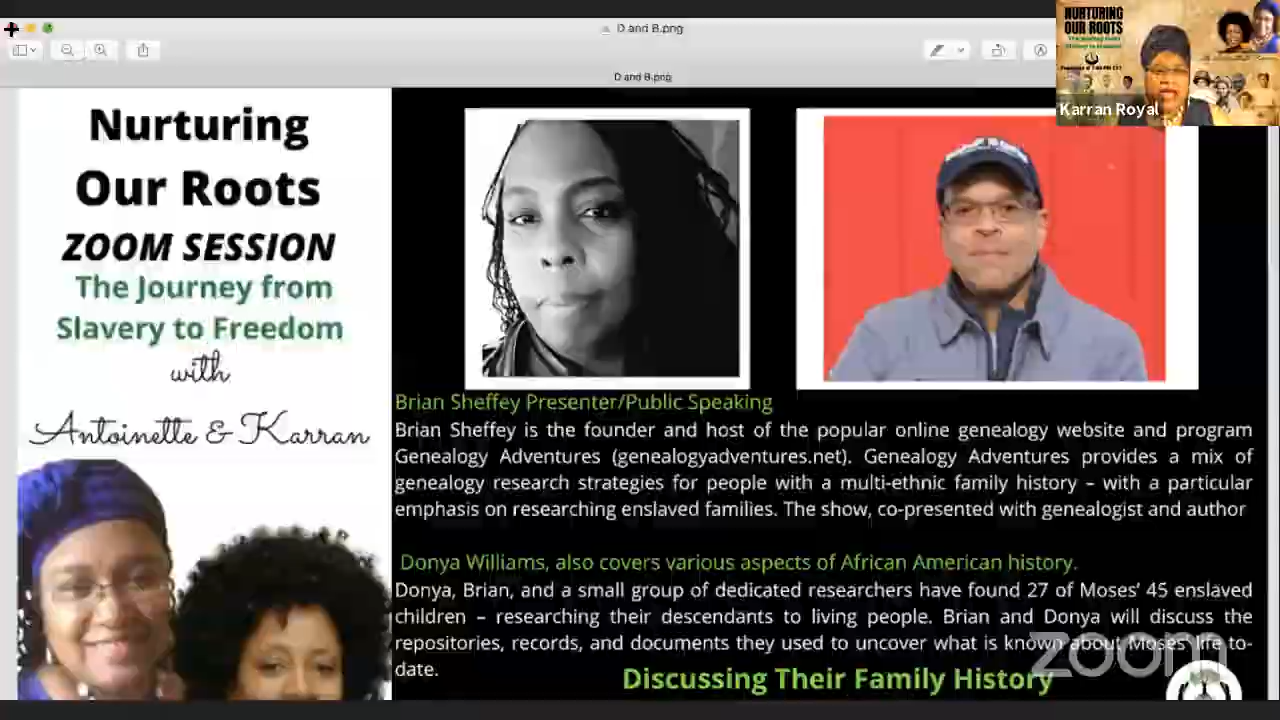 D and B.png
D and B.png
NURTURING
OUR ROOTS
Karran Royal
Nurturing
Our Roots
ZOOM SESSION
The Journey from
Slavery to Freedom
with
Antoinette & Karran
Brian Sheffey Presenter/Public Speaking
Brian Sheffey is the founder and host of the popular online genealogy website and program
Genealogy Adventures (genealogyadventures.net). Genealogy Adventures provides a mix of
genealogy research strategies for people with a multi-ethnic family history – with a particular
emphasis on researching enslaved families. The show, co-presented with genealogist and author
Donya Williams, also covers various aspects of African American history.
Donya, Brian, and a small group of dedicated researchers have found 27 of Moses’ 45 enslaved
children – researching their descendants to living people. Brian and Donya will discuss the
repositories, records, and documents they used to uncover what is known about Moses’ life to-
date.
Discussing Their Family History
zoom